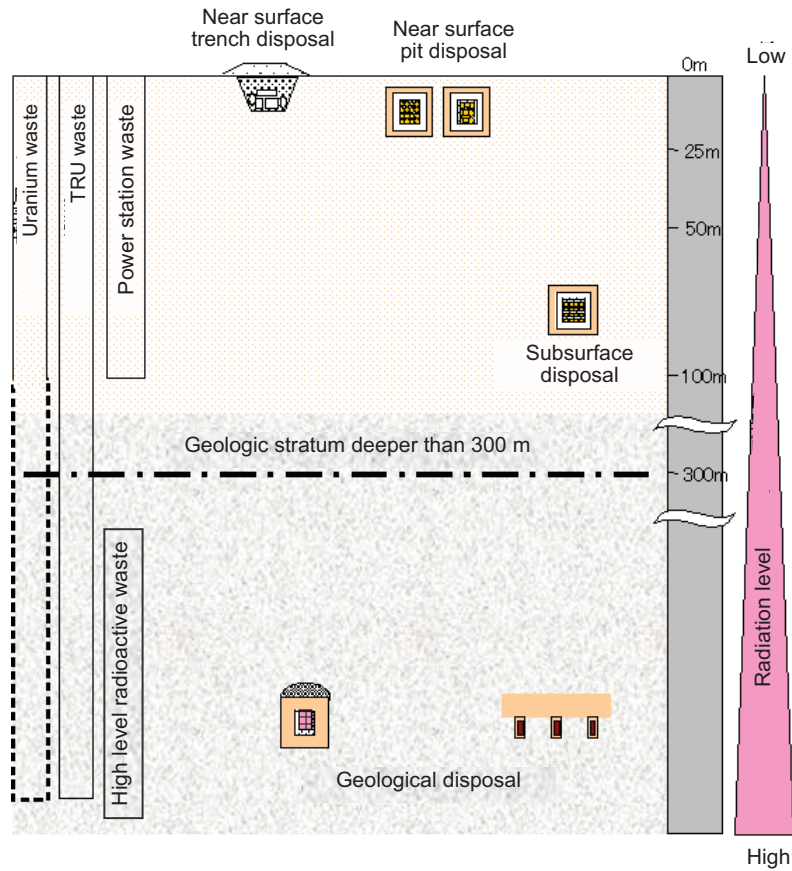 Near surface
trench disposal
Near surface
pit disposal
0m
Low
Uranium waste
TRU waste
Power station waste
25m
50m
Subsurface
disposal
100m
Geologic stratum deeper than 300 m
300m
High level radioactive waste
Radiation level
Geological disposal
High